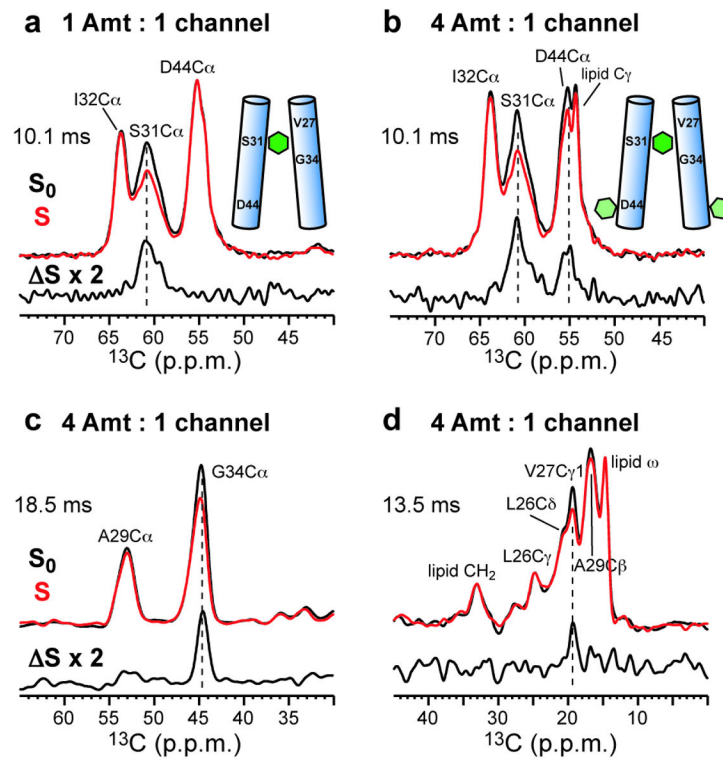 a 1 Amt : 1 channel
D44Cα
I32Cα
S31Cα
10.1 ms
S₀
S
ΔS x 2
S31
D44
V27
G34
70 65 60 55 50 45
¹³C (p.p.m.)
b 4 Amt : 1 channel
D44Cα
lipid Cγ
I32Cα
S31Cα
10.1 ms
S31
D44
V27
G34
70 65 60 55 50 45
¹³C (p.p.m.)
c 4 Amt : 1 channel
G34Cα
18.5 ms
A29Cα
S₀
S
ΔS x 2
60 55 50 45 40 35
¹³C (p.p.m.)
d 4 Amt : 1 channel
lipid ω
V27Cγ1
13.5 ms
L26Cδ
L26Cγ
A29Cβ
lipid CH₂
40 30 20 10
¹³C (p.p.m.)